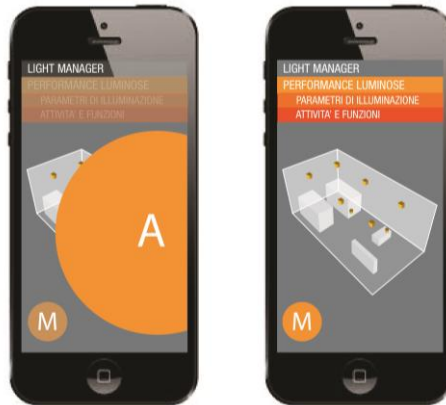 LIGHT MANAGER
PERFORMANCE LUMINOSE
PARAMETRI DI ILLUMINAZIONE
ATTIVITA' E FUNZIONI
A
M
LIGHT MANAGER
PERFORMANCE LUMINOSE
PARAMETRI DI ILLUMINAZIONE
ATTIVITA' E FUNZIONI
M